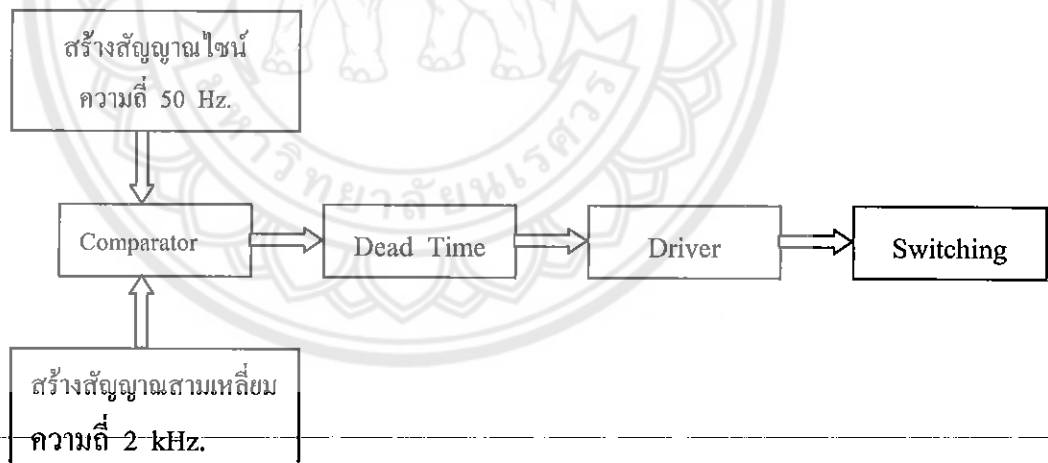 สร้างสัญญาณไซน์
ความถี่ 50 Hz.
Comparator
Dead Time
Driver
Switching
สร้างสัญญาณสามเหลี่ยม
ความถี่ 2 kHz.